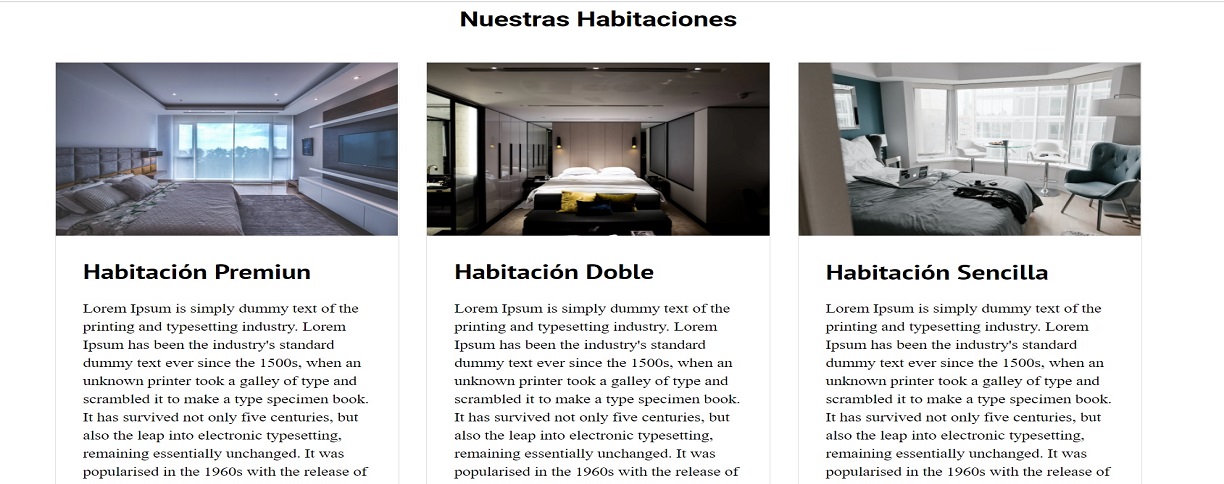 Nuestras Habitaciones
Habitación Premiun
Lorem Ipsum is simply dummy text of the
printing and typesetting industry. Lorem
Ipsum has been the industry's standard
dummy text ever since the 1500s, when an
unknown printer took a galley of type and
scrambled it to make a type specimen book.
It has survived not only five centuries, but
also the leap into electronic typesetting,
remaining essentially unchanged. It was
popularised in the 1960s with the release of
Habitación Doble
Lorem Ipsum is simply dummy text of the
printing and typesetting industry. Lorem
Ipsum has been the industry's standard
dummy text ever since the 1500s, when an
unknown printer took a galley of type and
scrambled it to make a type specimen book.
It has survived not only five centuries, but
also the leap into electronic typesetting,
remaining essentially unchanged. It was
popularised in the 1960s with the release of
Habitación Sencilla
Lorem Ipsum is simply dummy text of the
printing and typesetting industry. Lorem
Ipsum has been the industry's standard
dummy text ever since the 1500s, when an
unknown printer took a galley of type and
scrambled it to make a type specimen book.
It has survived not only five centuries, but
also the leap into electronic typesetting,
remaining essentially unchanged. It was
popularised in the 1960s with the release of